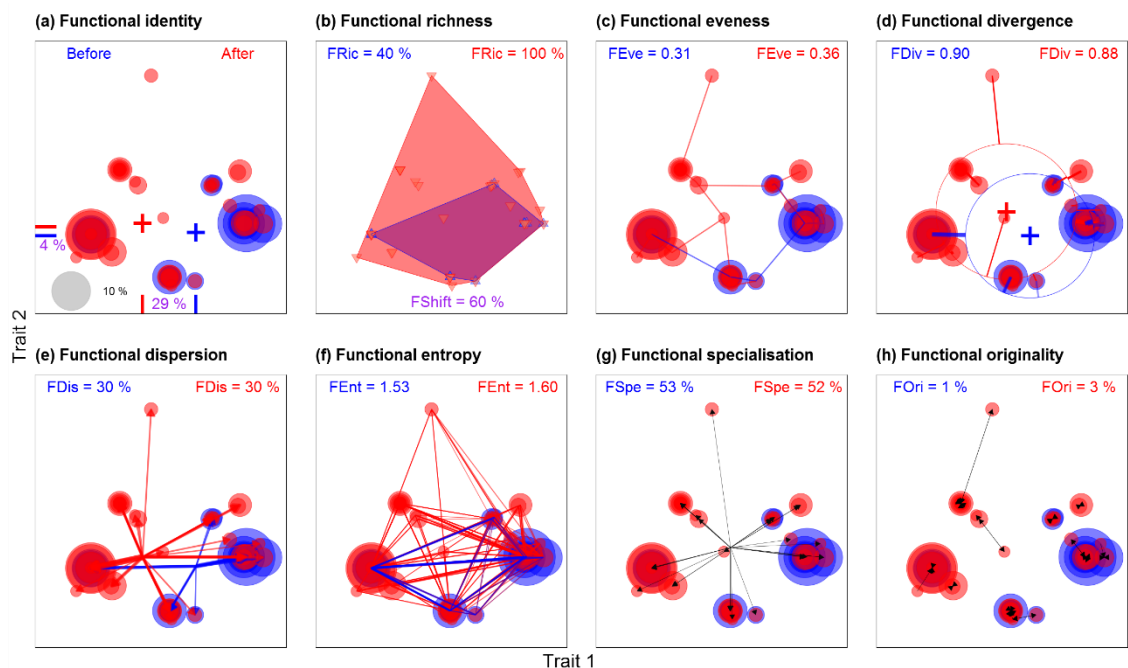 (a) Functional identity
Before After
4 %
10 %
29 %
(b) Functional richness
FRic = 40 % FRic = 100 %
FShift = 60 %
(c) Functional eveness
FEve = 0.31 FEve = 0.36
(d) Functional divergence
FDiv = 0.90 FDiv = 0.88
(e) Functional dispersion
FDis = 30 % FDis = 30 %
(f) Functional entropy
FEnt = 1.53 FEnt = 1.60
(g) Functional specialisation
FSpe = 53 % FSpe = 52 %
(h) Functional originality
FOri = 1 % FOri = 3 %
Trait 2
Trait 1